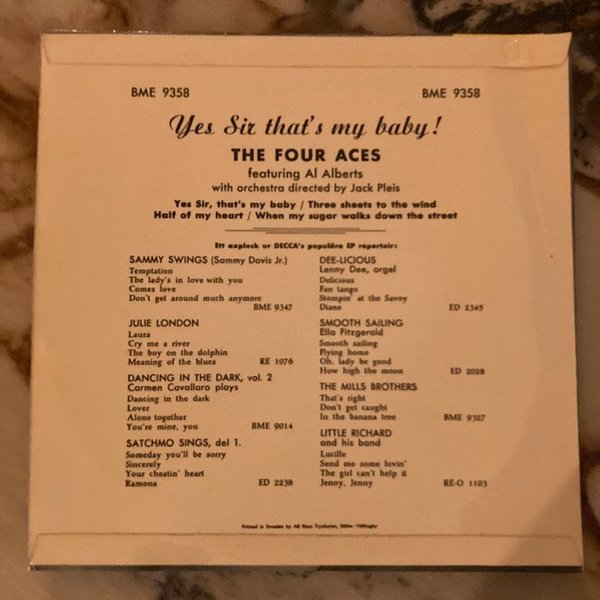 BME 9358
BME 9358
Yes Sir that's my baby!
THE FOUR ACES
featuring Al Alberts
with orchestra directed by Jack Pleis
Yes Sir, that's my baby / Three sheets to the wind
Half of my heart / When my sugar walks down the street
Ett axplock ur DECCA's populära EP repertoir:
SAMMY SWINGS (Sammy Davis Jr.)
Temptation
The lady's in love with you
Comes love
Don't get around much anymore
BME 9347
JULIE LONDON
Laura
Cry me a river
The boy on the dolphin
Meaning of the blues RE 1076
DANCING IN THE DARK, vol. 2
Carmen Cavallaro plays
Dancing in the dark
Lover
Alone together
You're mine, you BME 9014
SATCHMO SINGS, del 1.
Someday you'll be sorry
Sincerely
Your cheatin' heart
Ramona ED 2238
DEE-LICIOUS
Lenny Dee, orgel
Delicious
Fan tango
Stompin' at the Savoy
Diane ED 2345
SMOOTH SAILING
Ella Fitzgerald
Smooth sailing
Flying home
Oh, lady be good
How high the moon ED 2028
THE MILLS BROTHERS
That's right
Don't get caught
In the banana tree BME 9327
LITTLE RICHARD
and his band
Lucille
Send me some lovin'
The girl can't help it
Jenny, Jenny RE-O 1103
Printed in Sweden by AB